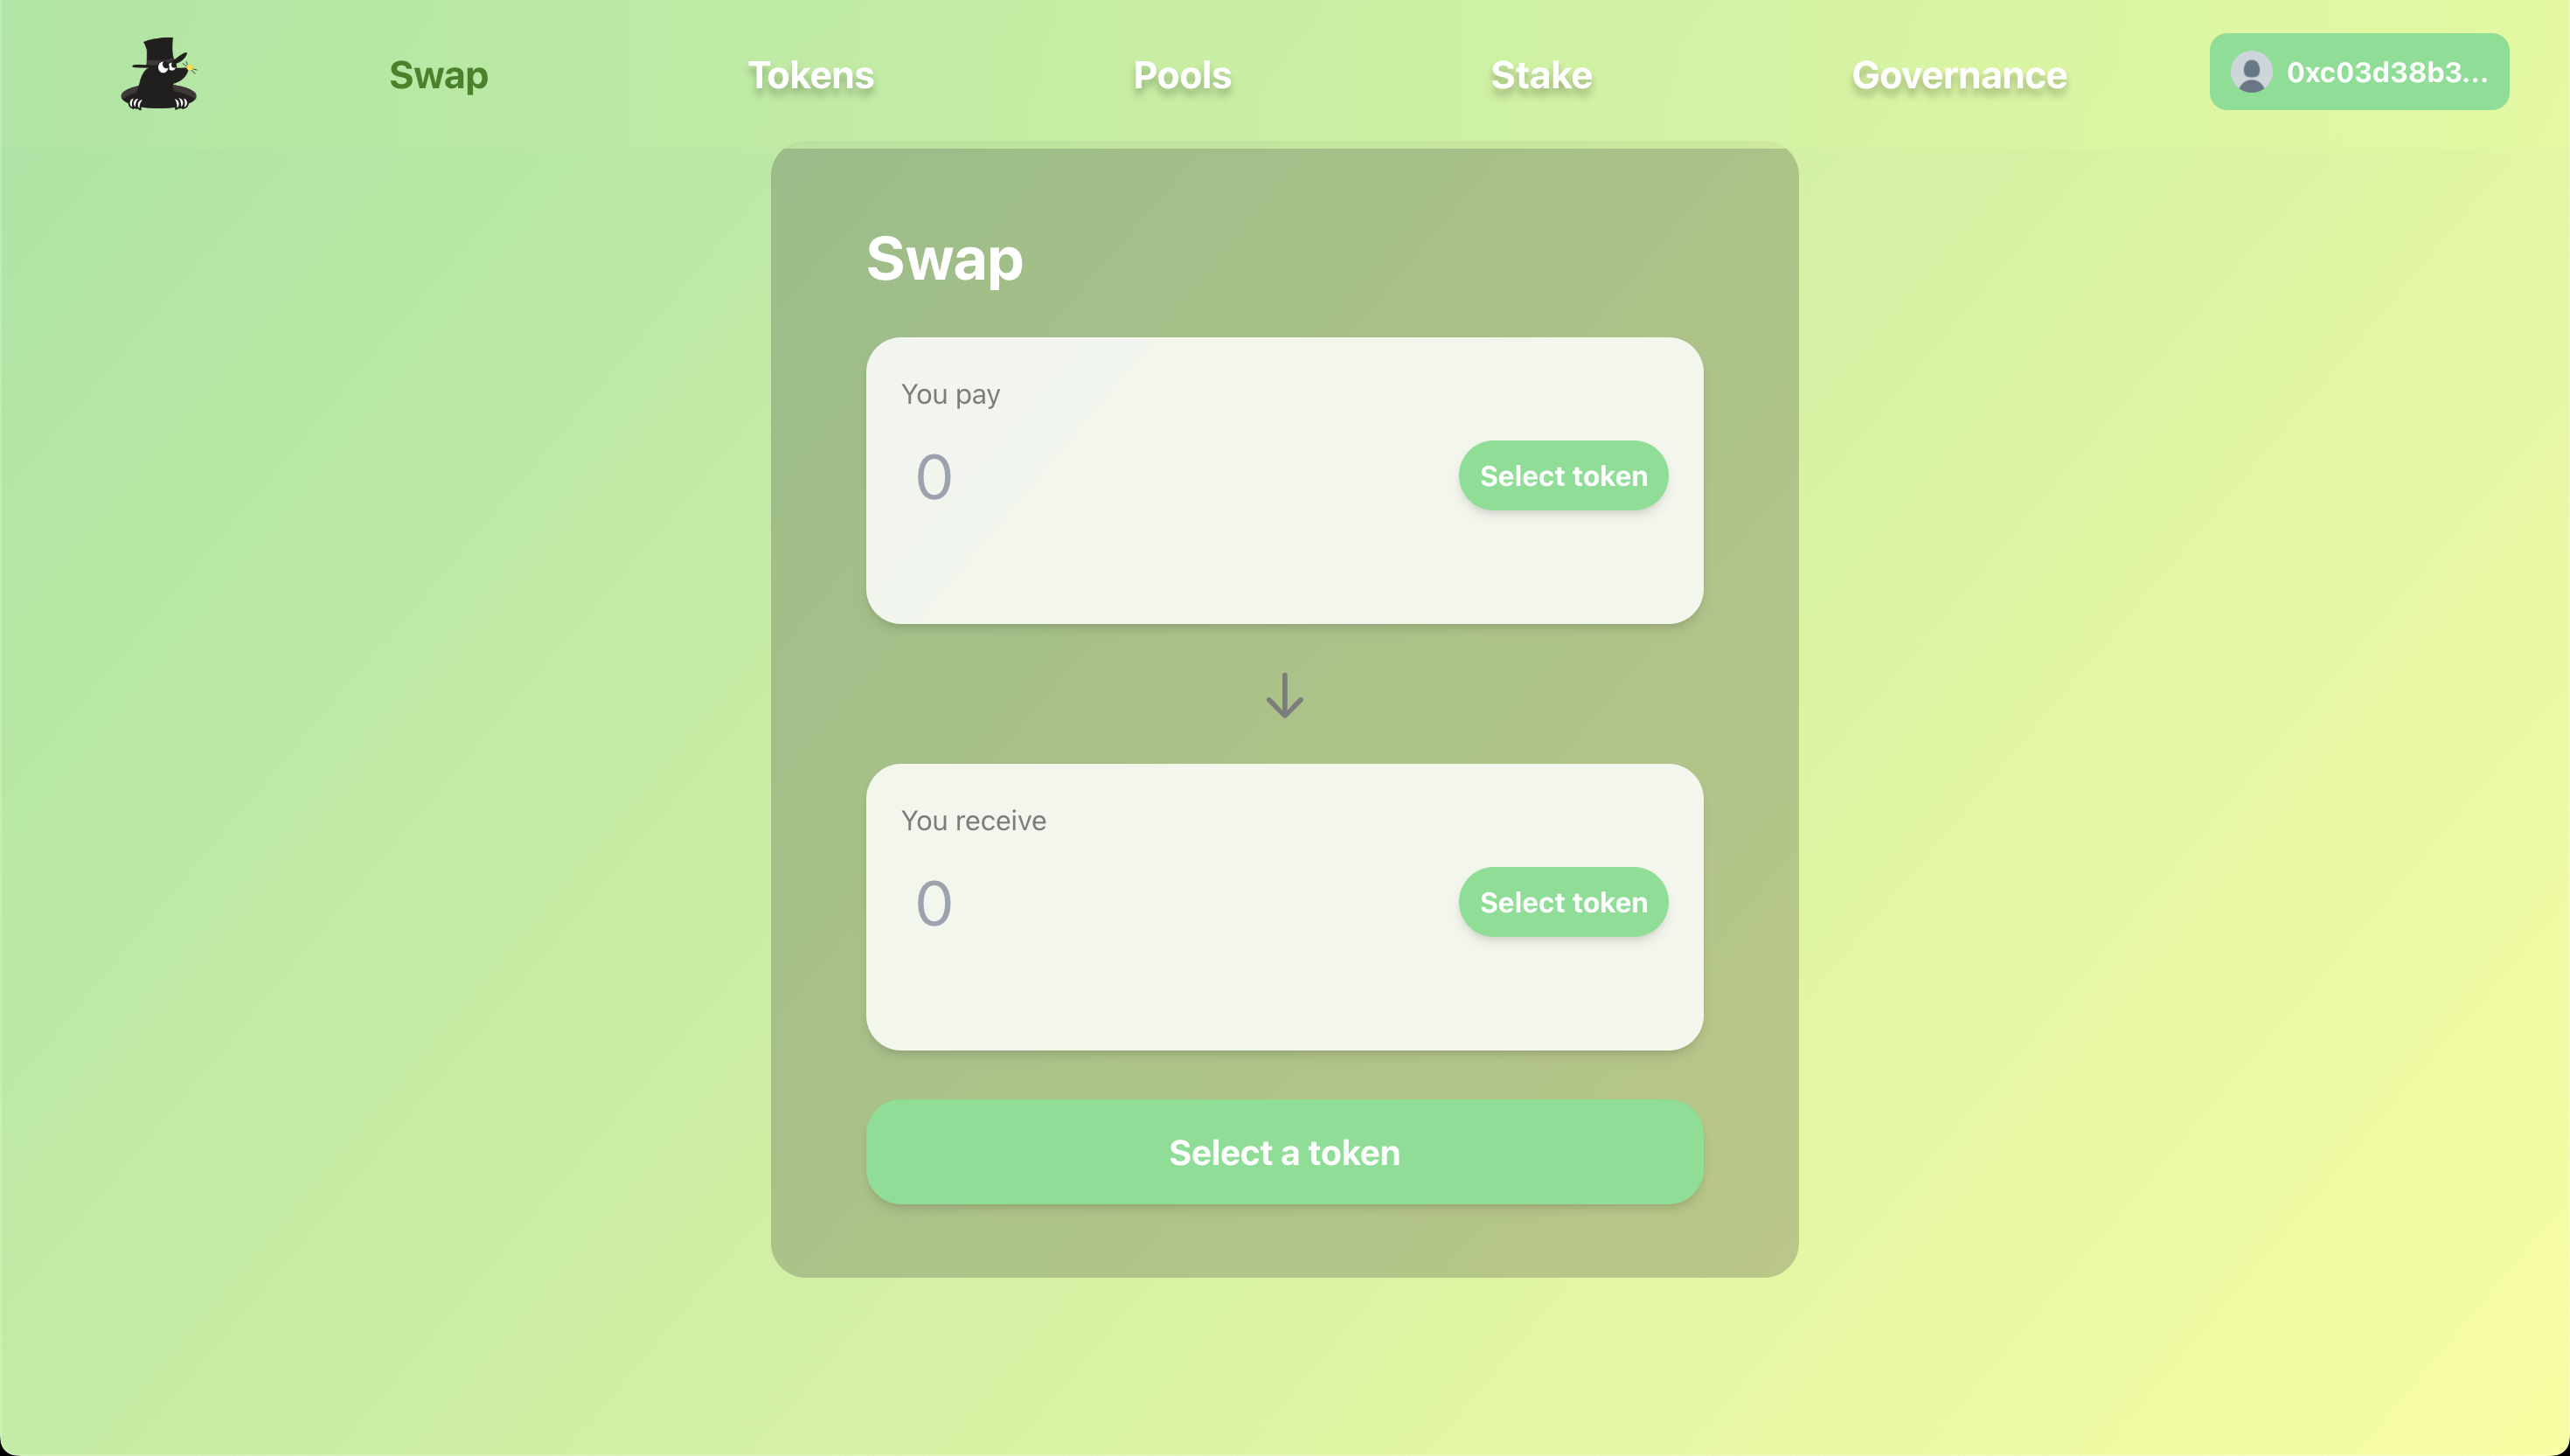 Swap
Tokens
Pools
Stake
Governance
0xc03d38b3...
Swap
You pay
0
Select token
You receive
0
Select token
Select a token